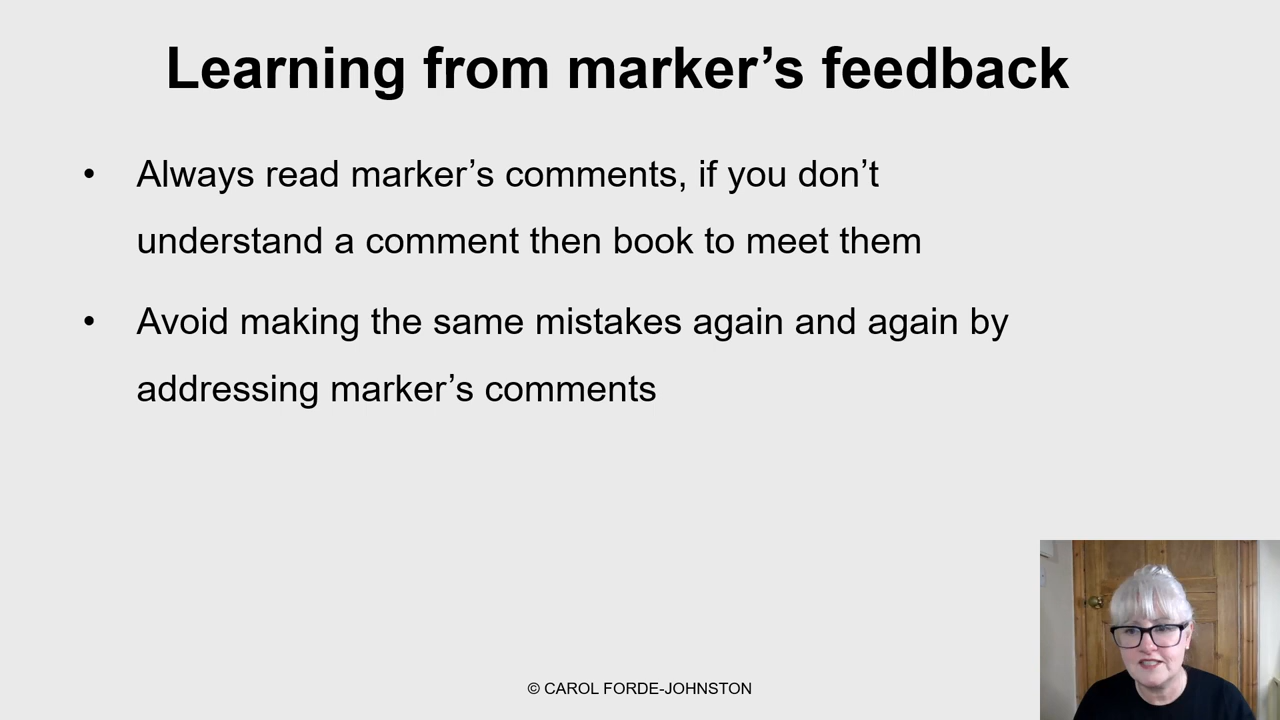 Learning from marker’s feedback
• Always read marker’s comments, if you don’t
understand a comment then book to meet them
• Avoid making the same mistakes again and again by
addressing marker’s comments
© CAROL FORDE-JOHNSTON